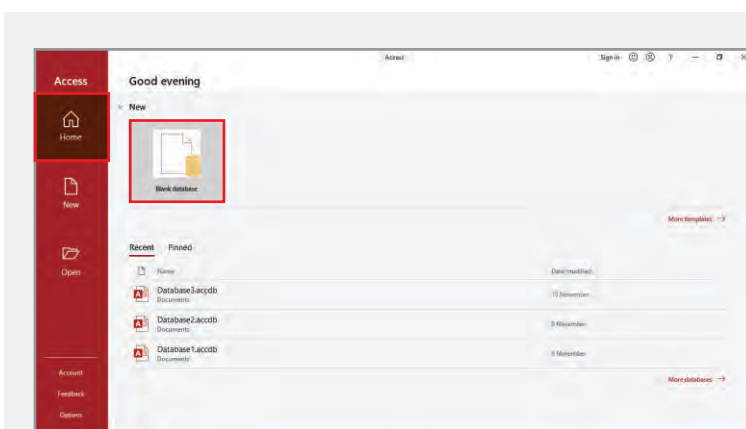 Access
Sign in
?
Access
Good evening
New
Home
Blank database
New
More templates →
Recent Pinned
Open
Name
Date modified
Database3.accdb
Documents
10 November
Database2.accdb
Documents
9 November
Database1.accdb
Documents
9 November
Account
More databases →
Feedback
Options